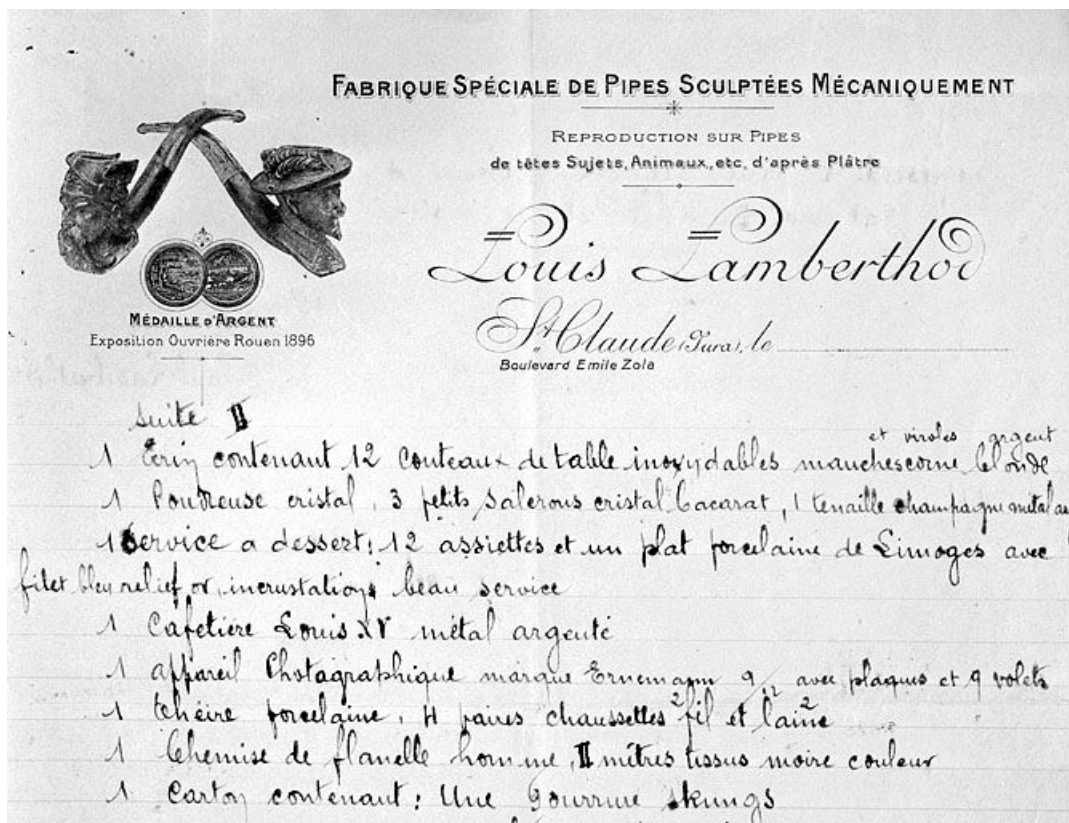 FABRIQUE SPÉCIALE DE PIPES SCULPTÉES MÉCANIQUEMENT
REPRODUCTION SUR PIPES
de têtes Sujets, Animaux, etc, d'après Plâtre
Louis Lamberthod
St Claude (Jura), le
Boulevard Emile Zola
MÉDAILLE D'ARGENT
Exposition Ouvrière Rouen 1896
suite II
et viroles argent
1 Ecrin contenant 12 couteaux de table inoxydables manches corne blonde
1 Poudreuse cristal, 3 petits salerons cristal Bacarat, 1 tenaille champagne métal
1 Service a dessert: 12 assiettes et un plat porcelaine de Limoges avec
filet bleu relief or, incrustations beau service
1 Cafetière Louis XV métal argenté
1 appareil Photographique marque Ernemann 9/12 avec plaques et 9 volets
1 theire porcelaine, 4 paires chaussettes 2 fil et 2 laine
1 Chemise de flanelle homme, II mètres tissus moire couleur
1 Carton contenant: Une gourrure skungs